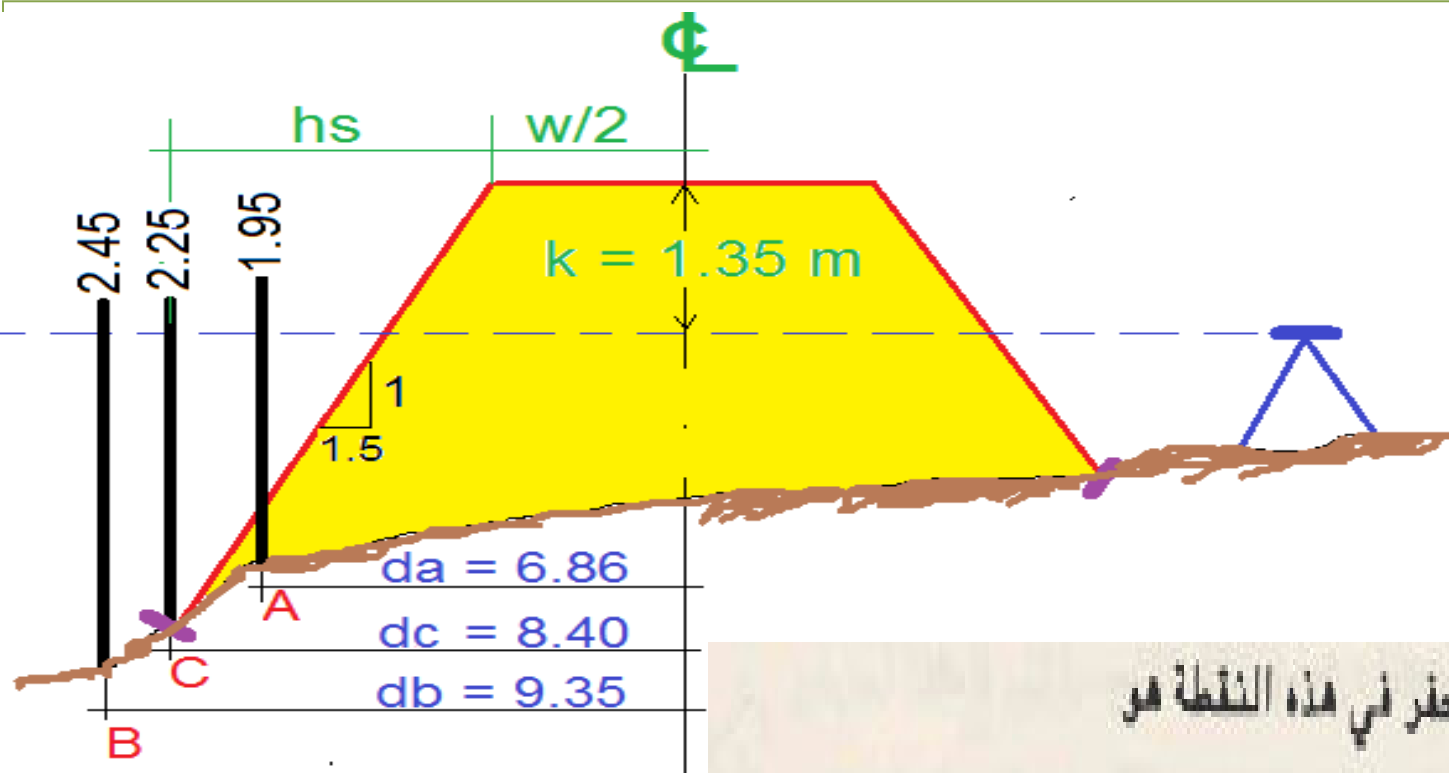 ℄
hs
w/2
2.45
2.25
1.95
k = 1.35 m
1
1.5
da = 6.86
A
dc = 8.40
C
db = 9.35
B
في هذه النقطة هو